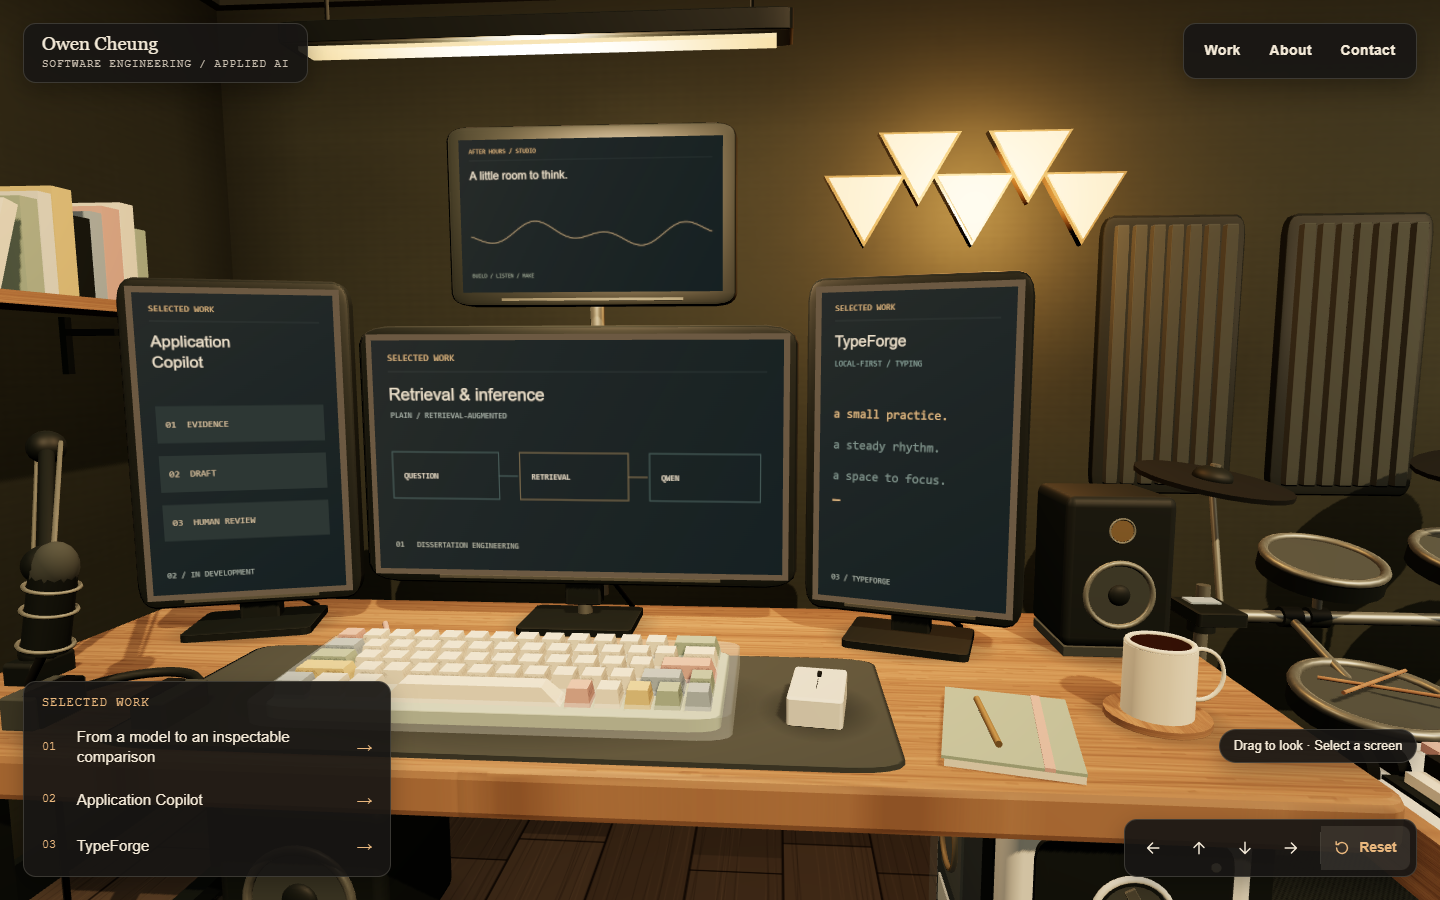 Owen Cheung
SOFTWARE ENGINEERING / APPLIED AI
Work
About
Contact
AFTER HOURS / STUDIO
A little room to think.
BUILD / LISTEN / MAKE
SELECTED WORK
Application
Copilot
01 EVIDENCE
02 DRAFT
03 HUMAN REVIEW
02 / IN DEVELOPMENT
SELECTED WORK
Retrieval & inference
PLAIN / RETRIEVAL-AUGMENTED
QUESTION
RETRIEVAL
QWEN
01 DISSERTATION ENGINEERING
SELECTED WORK
TypeForge
LOCAL-FIRST / TYPING
a small practice.
a steady rhythm.
a space to focus.
03 / TYPEFORGE
SELECTED WORK
01 From a model to an inspectable
comparison →
02 Application Copilot →
03 TypeForge →
Drag to look · Select a screen
← ↑ ↓ → Reset